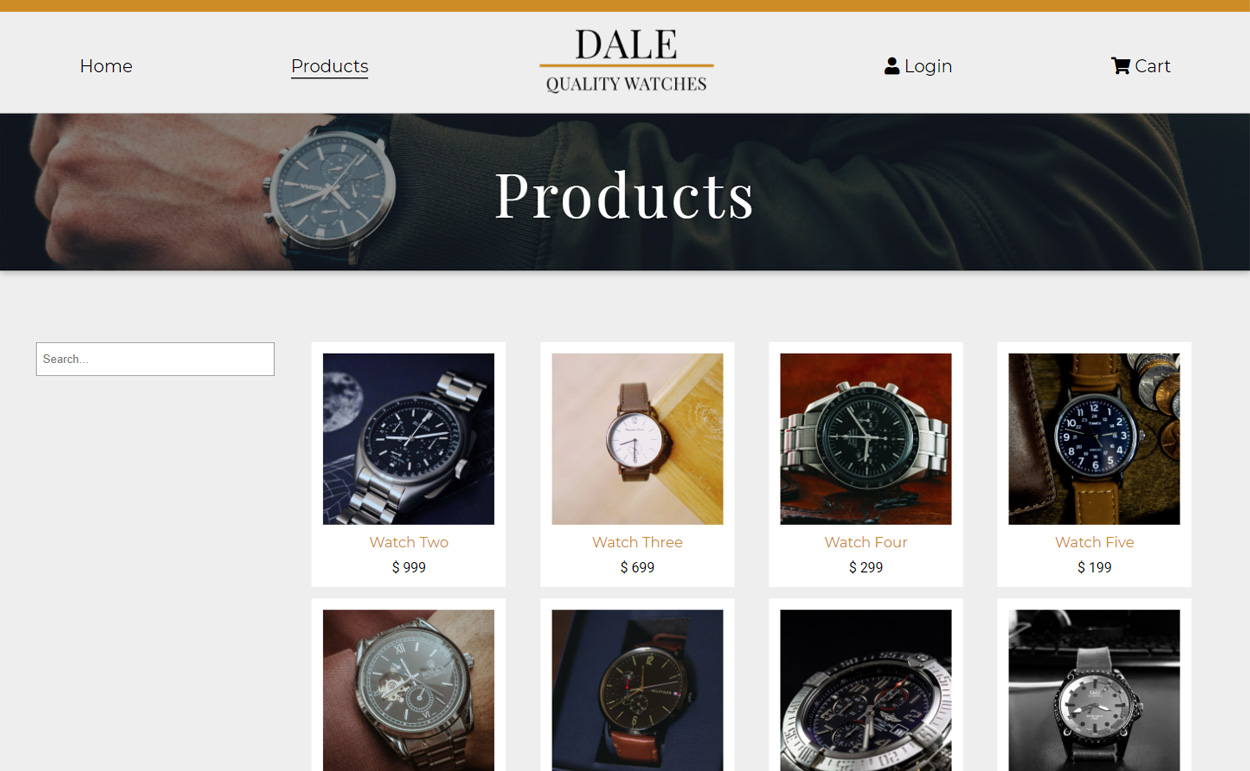 Home
Products
DALE
QUALITY WATCHES
Login
Cart
Products
Search...
Watch Two
$ 999
Watch Three
$ 699
Watch Four
$ 299
Watch Five
$ 199